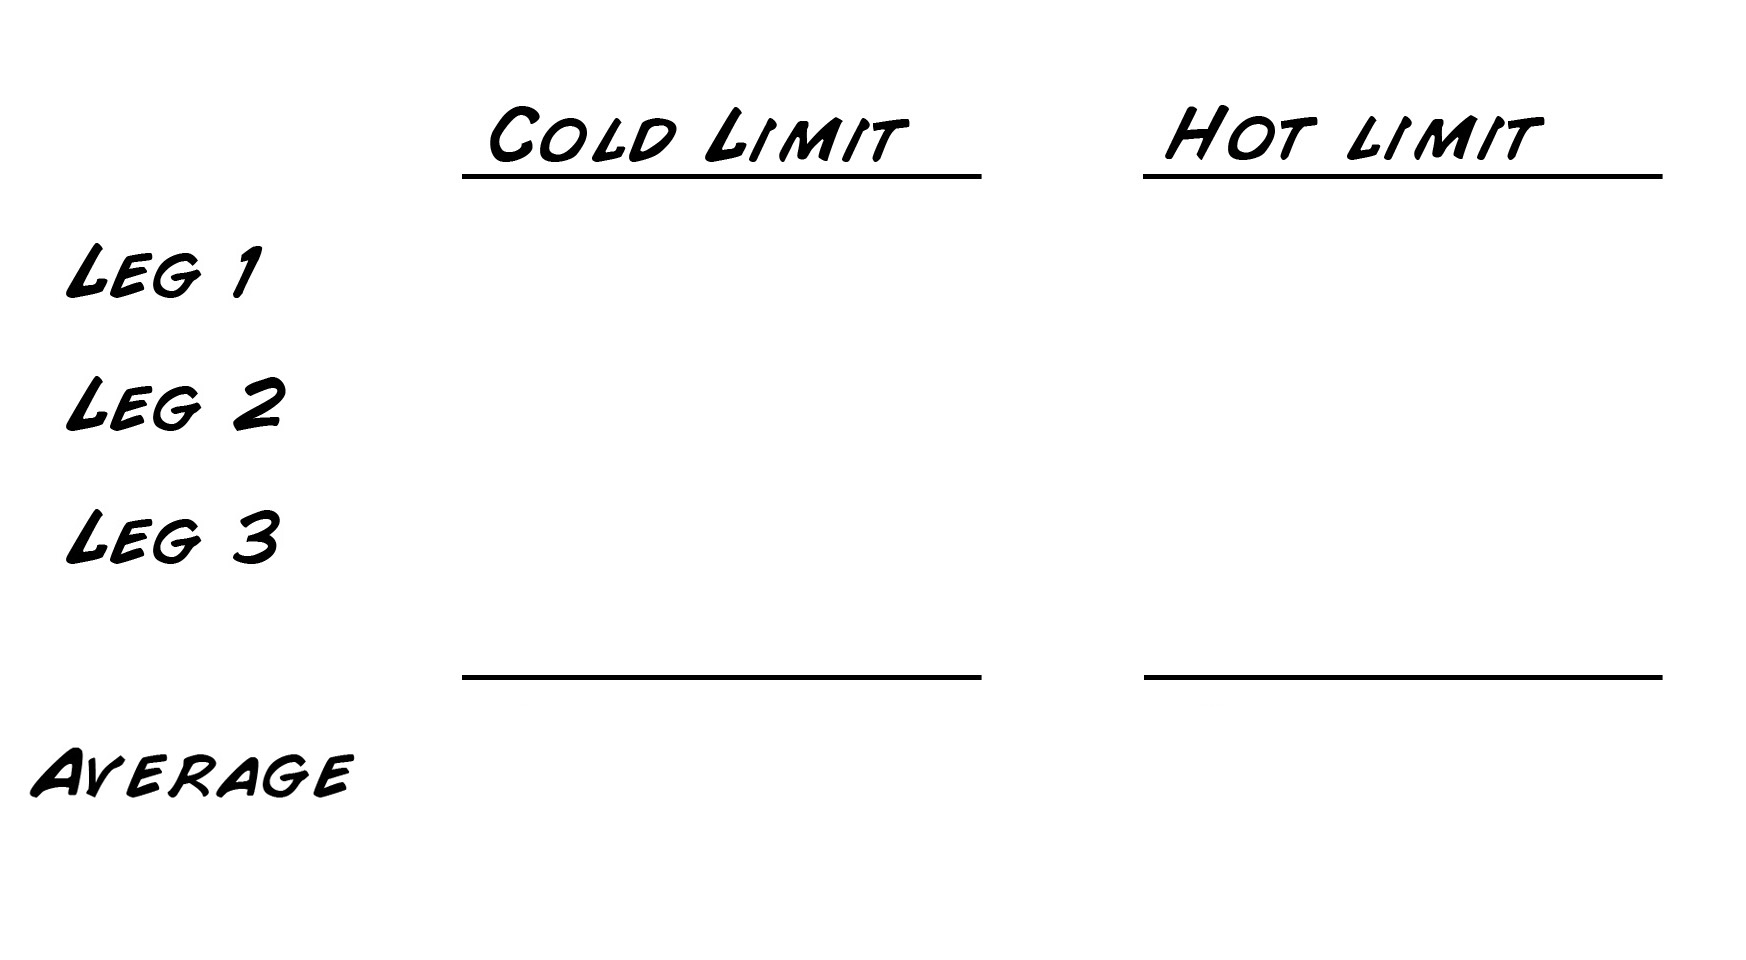 Cold Limit Hot limit
Leg 1
Leg 2
Leg 3
Average